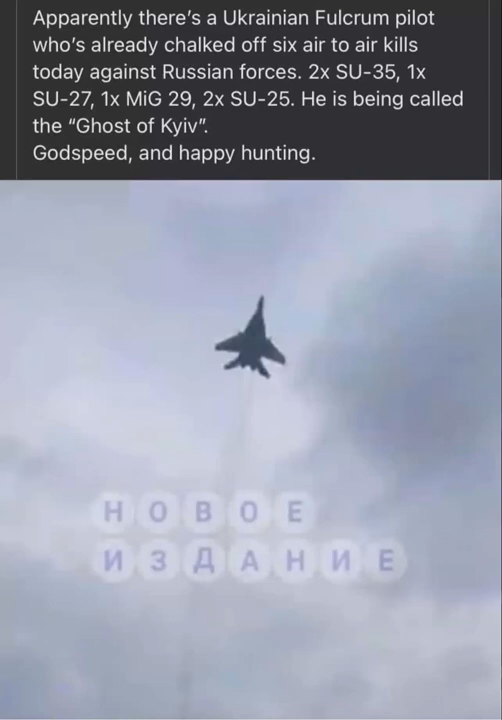 Apparently there's a Ukrainian Fulcrum pilot
who's already chalked off six air to air kills
today against Russian forces. 2x SU-35, 1x
SU-27, 1x MiG 29, 2x SU-25. He is being called
the “Ghost of Kyiv”.
Godspeed, and happy hunting.
НОВОЕ
ИЗДАНИЕ